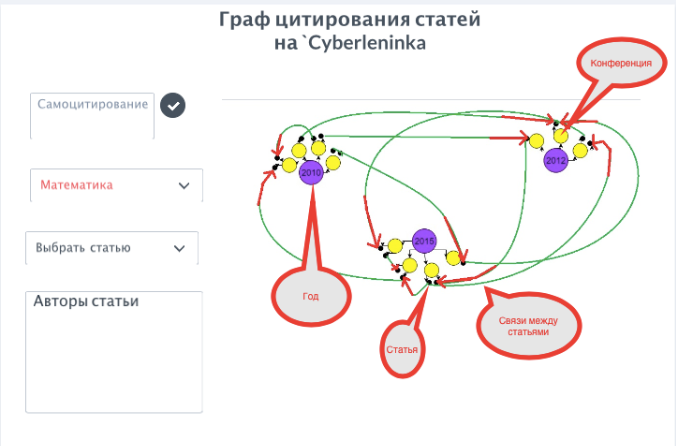 Граф цитирования статей
на `Cyberleninka
Самоцитирование
Математика
Выбрать статью
Авторы статьи
Конференция
2010
2012
2015
Год
Статья
Связи между
статьями